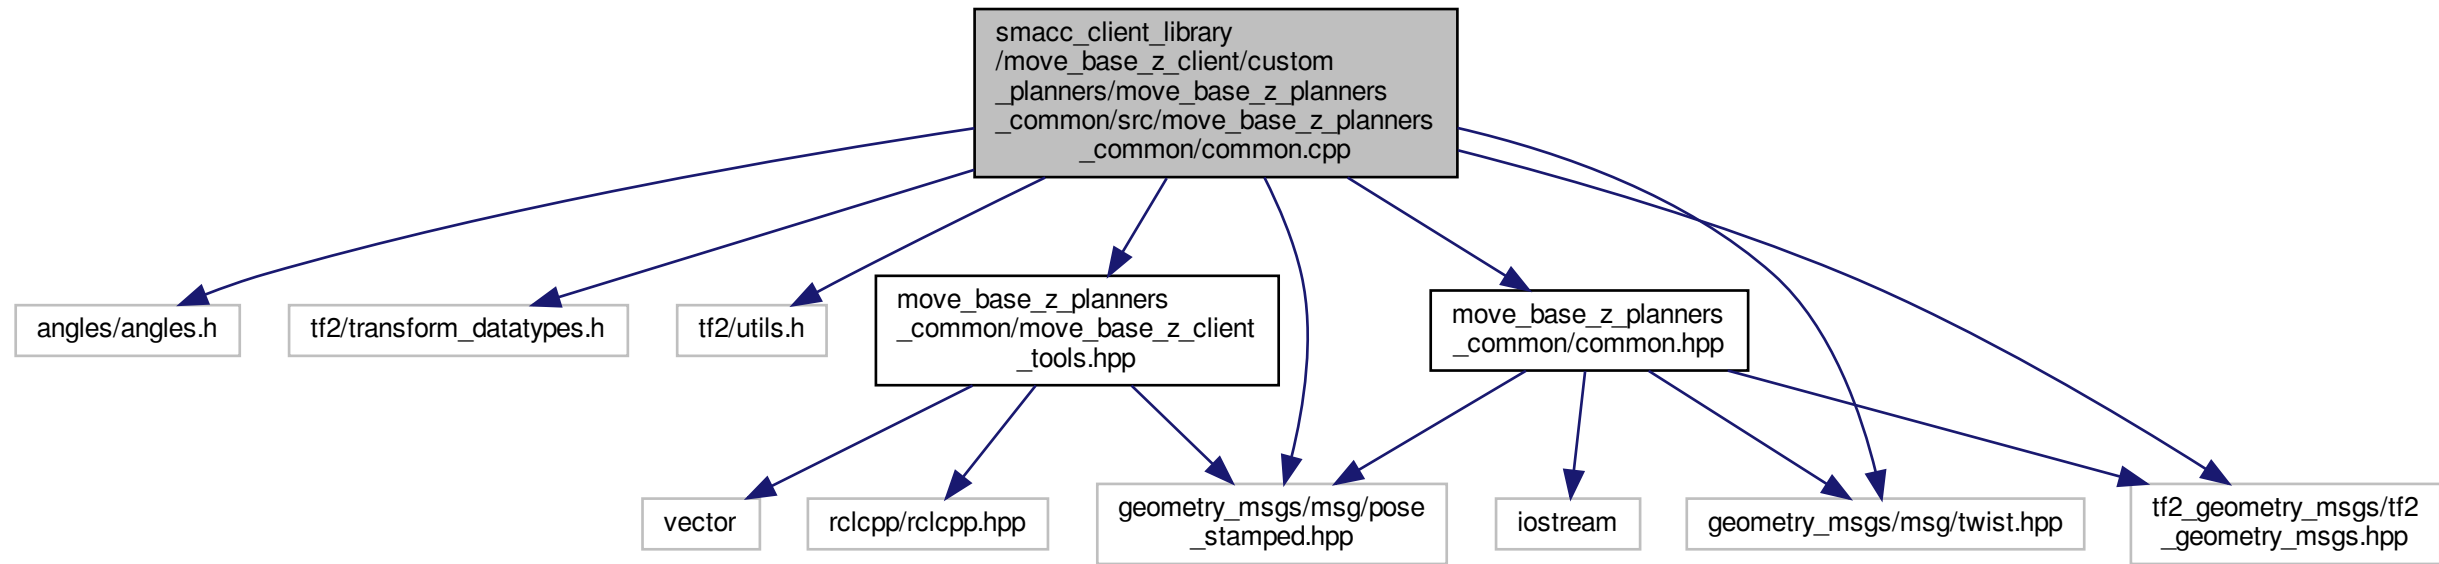 smacc_client_library
/move_base_z_client/custom
_planners/move_base_z_planners
_common/src/move_base_z_planners
_common/common.cpp
angles/angles.h
tf2/transform_datatypes.h
tf2/utils.h
move_base_z_planners
_common/move_base_z_client
_tools.hpp
move_base_z_planners
_common/common.hpp
vector
rclcpp/rclcpp.hpp
geometry_msgs/msg/pose
_stamped.hpp
iostream
geometry_msgs/msg/twist.hpp
tf2_geometry_msgs/tf2
_geometry_msgs.hpp